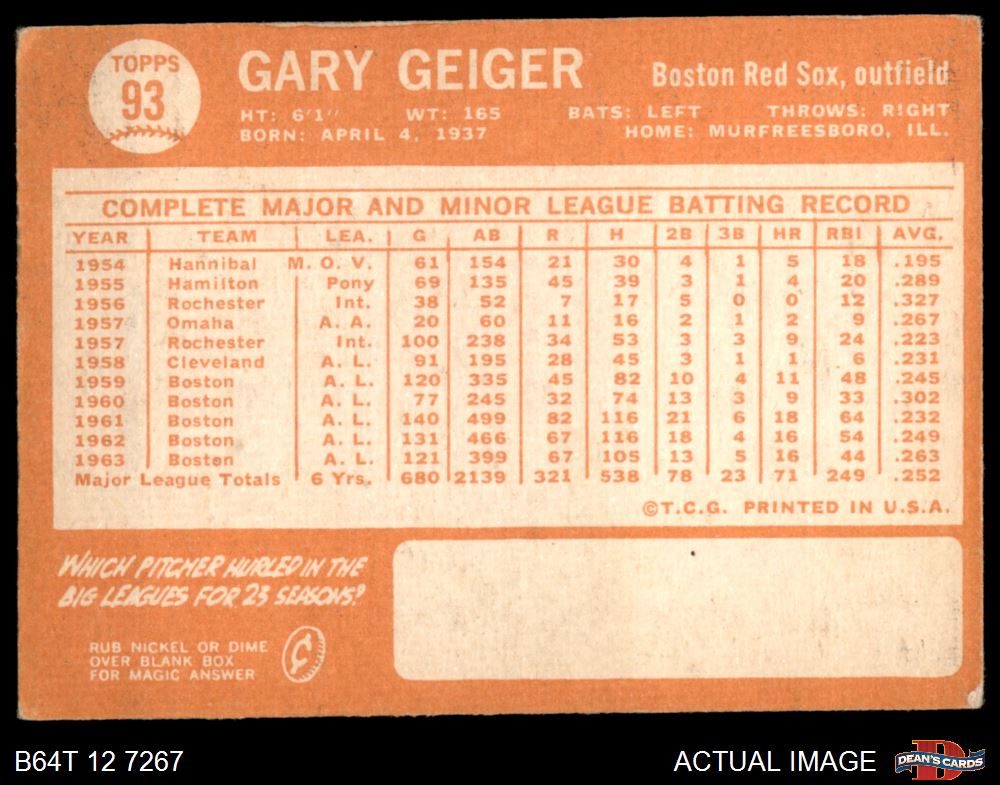 TOPPS
93
GARY GEIGER
Boston Red Sox, outfield
HT: 6'1" WT: 165 BATS: LEFT THROWS: RIGHT
BORN: APRIL 4, 1937 HOME: MURFREESBORO, ILL.
COMPLETE MAJOR AND MINOR LEAGUE BATTING RECORD
YEAR TEAM LEA. G AB R H 2B 3B HR RBI AVG.
1954 Hannibal M. O. V. 61 154 21 30 4 1 5 18 .195
1955 Hamilton Pony 69 135 45 39 3 1 4 20 .289
1956 Rochester Int. 38 52 7 17 5 0 0 12 .327
1957 Omaha A. A. 20 60 11 16 2 1 2 9 .267
1957 Rochester Int. 100 238 34 53 3 3 9 24 .223
1958 Cleveland A. L. 91 195 28 45 3 1 1 6 .231
1959 Boston A. L. 120 335 45 82 10 4 11 48 .245
1960 Boston A. L. 77 245 32 74 13 3 9 33 .302
1961 Boston A. L. 140 499 82 116 21 6 18 64 .232
1962 Boston A. L. 131 466 67 116 18 4 16 54 .249
1963 Boston A. L. 121 399 67 105 13 5 16 44 .263
Major League Totals 6 Yrs. 680 2139 321 538 78 23 71 249 .252
©T.C.G. PRINTED IN U.S.A.
WHICH PITCHER HURLED IN THE
BIG LEAGUES FOR 23 SEASONS?
RUB NICKEL OR DIME
OVER BLANK BOX
FOR MAGIC ANSWER
B64T 12 7267
ACTUAL IMAGE
DEAN'S CARDS